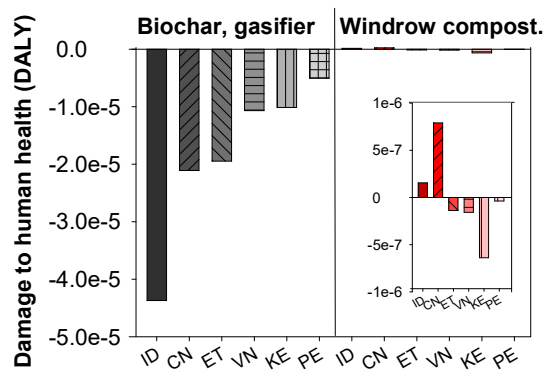 Biochar, gasifier
Windrow compost.
Damage to human health (DALY)
0.0
-1.0e-5
-2.0e-5
-3.0e-5
-4.0e-5
-5.0e-5
1e-6
5e-7
0
-5e-7
-1e-6
ID CN ET VN KE PE
ID CN ET VN KE PE
ID CN ET VN KE PE